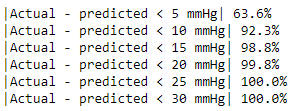 |Actual - predicted < 5 mmHg| 63.6%
|Actual - predicted < 10 mmHg| 92.3%
|Actual - predicted < 15 mmHg| 98.8%
|Actual - predicted < 20 mmHg| 99.8%
|Actual - predicted < 25 mmHg| 100.0%
|Actual - predicted < 30 mmHg| 100.0%